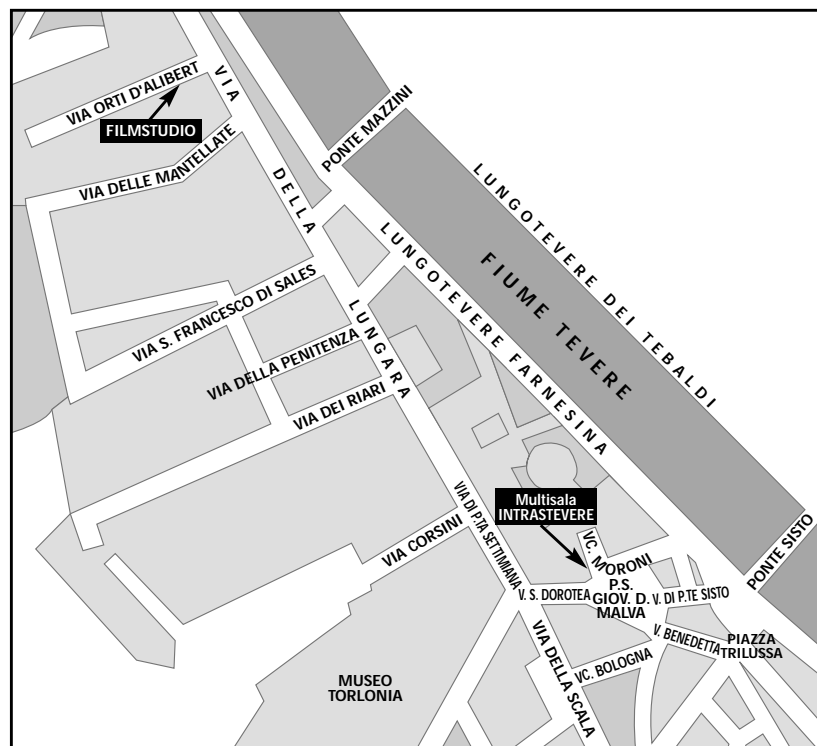 VIA ORTI D'ALIBERT
FILMSTUDIO
VIA DELLE MANTELLATE
VIA DELLA LUNGARA
PONTE MAZZINI
LUNGOTEVERE DEI TEBALDI
FIUME TEVERE
LUNGOTEVERE FARNESINA
VIA S. FRANCESCO DI SALES
VIA DELLA PENITENZA
VIA DEI RIARI
VIA CORSINI
VIA DI P.TA SETTIMIANA
Multisala
INTRASTEVERE
VC. MORONI
P.S.
GIOV. D.
MALVA
V. S. DOROTEA
V. DI P.TE SISTO
PONTE SISTO
V. BENEDETTA
PIAZZA
TRILUSSA
VC. BOLOGNA
VIA DELLA SCALA
MUSEO
TORLONIA